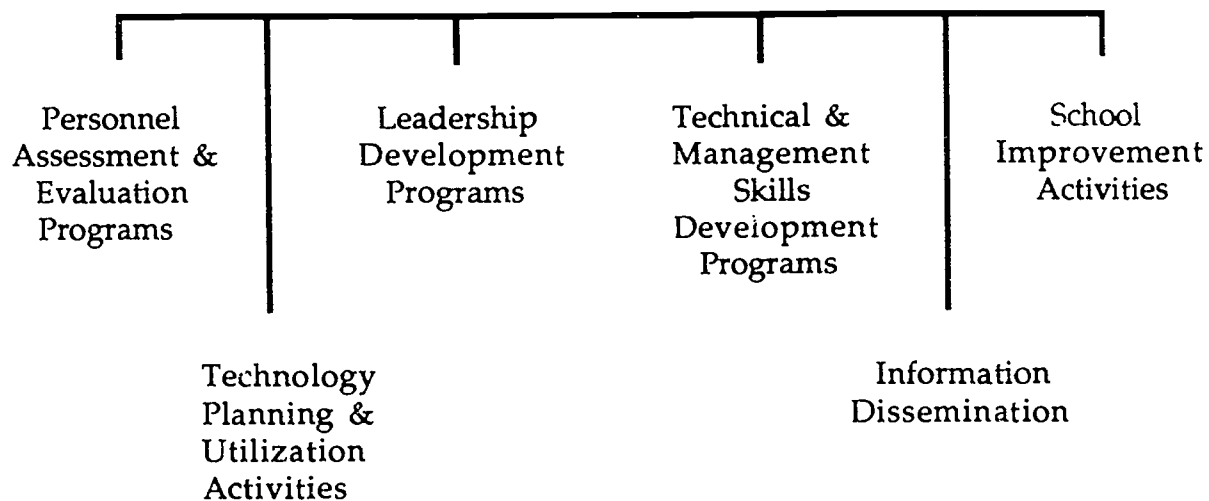 Personnel
Assessment &
Evaluation
Programs
Leadership
Development
Programs
Technical &
Management
Skills
Development
Programs
School
Improvement
Activities
Technology
Planning &
Utilization
Activities
Information
Dissemination